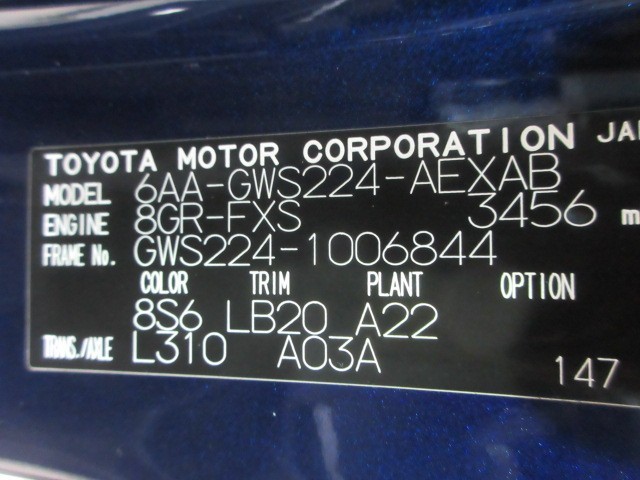 TOYOTA MOTOR CORPORATION JA
MODEL 6AA-GWS224-AEXAB
ENGINE 8GR-FXS 3456 m
FRAME No. GWS224-1006844
COLOR TRIM PLANT OPTION
8S6 LB20 A22
TRANS./AXLE L310 A03A
147